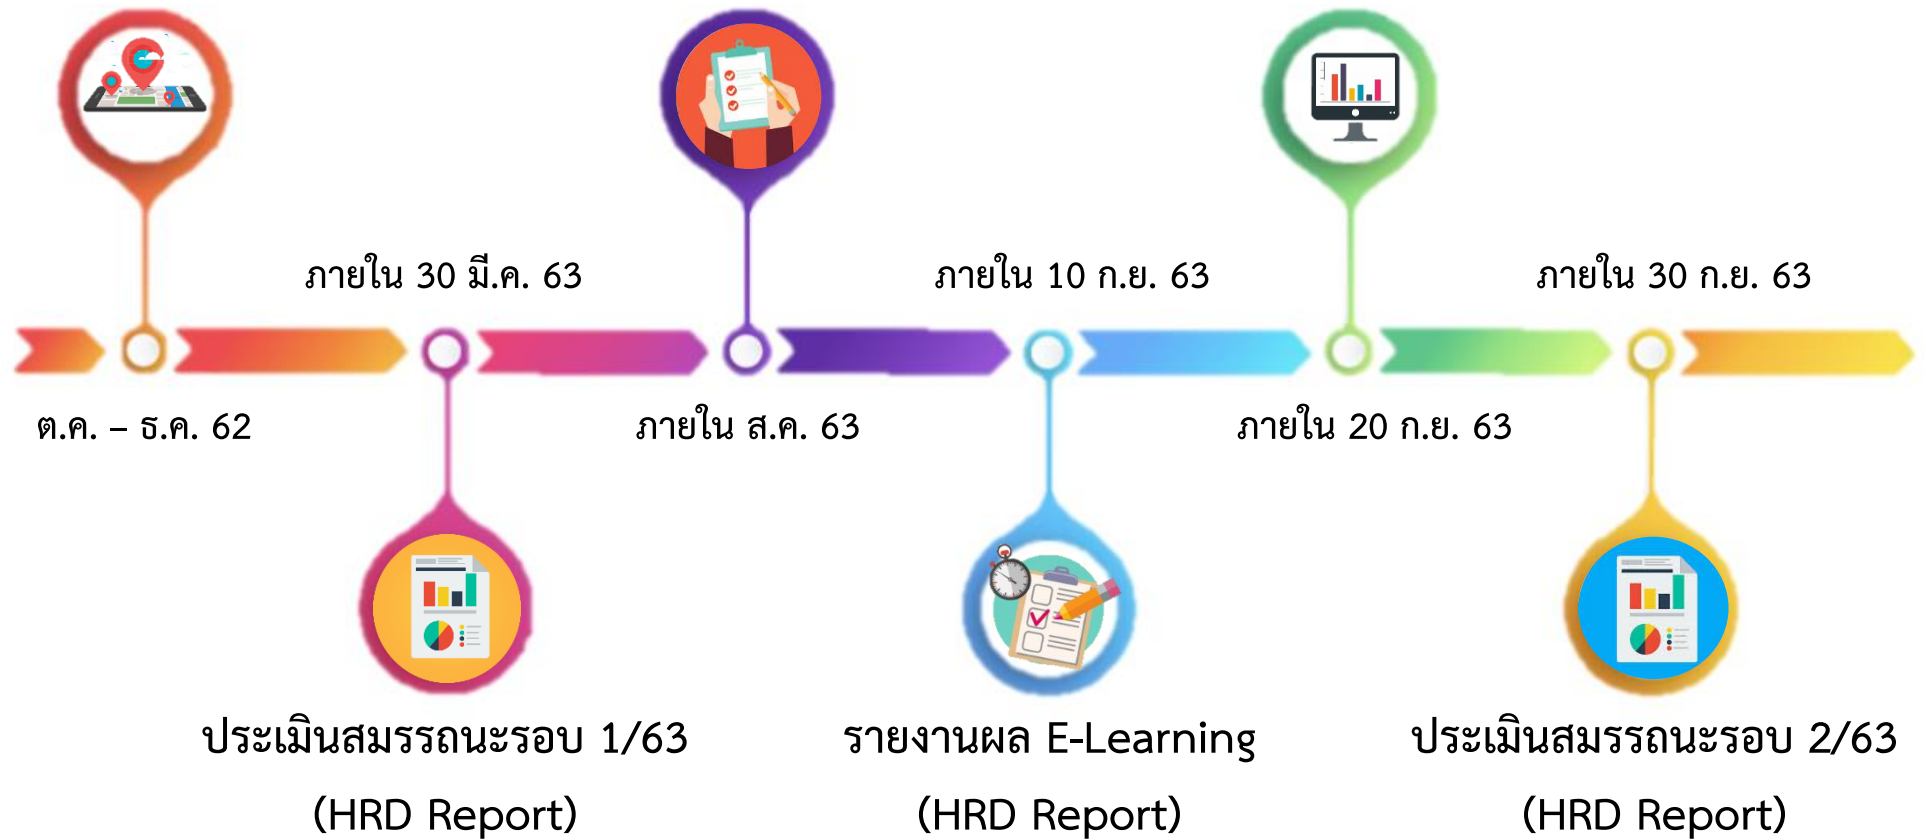 ภายใน 30 มี.ค. 63
ภายใน 10 ก.ย. 63
ภายใน 30 ก.ย. 63
ต.ค. – ธ.ค. 62
ภายใน ส.ค. 63
ภายใน 20 ก.ย. 63
ประเมินสมรรถนะรอบ 1/63
(HRD Report)
รายงานผล E-Learning
(HRD Report)
ประเมินสมรรถนะรอบ 2/63
(HRD Report)